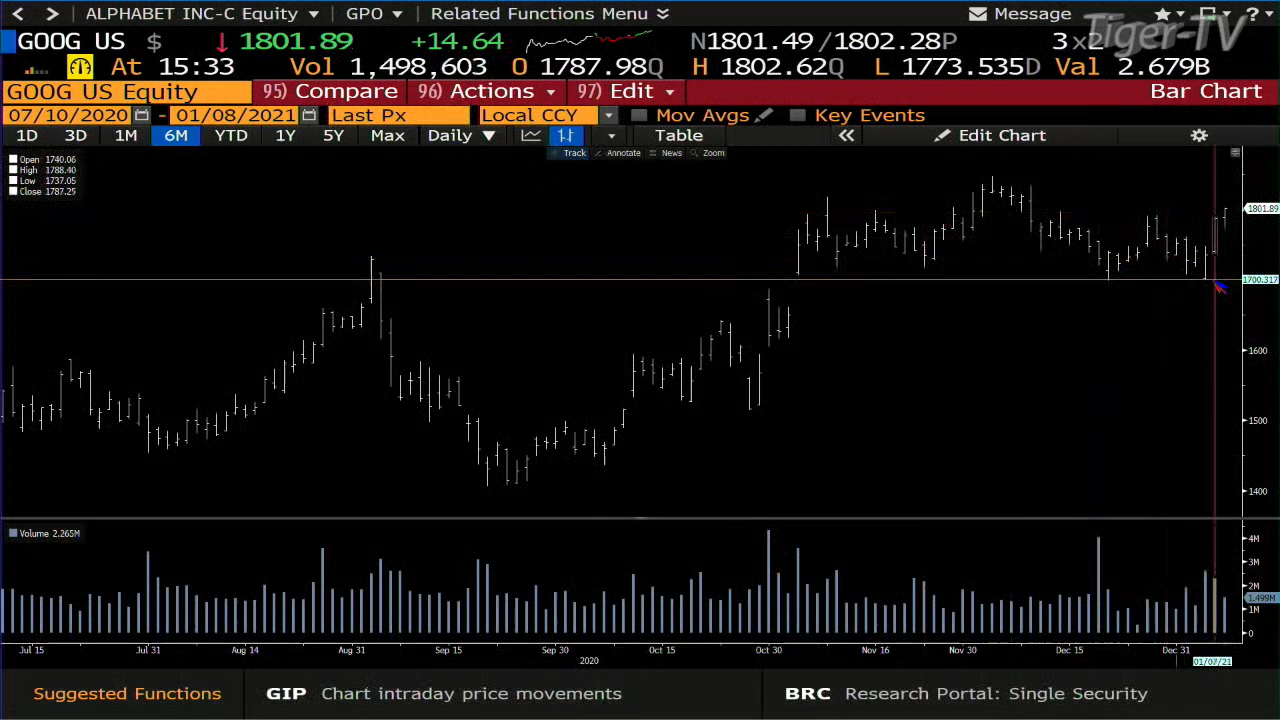 ALPHABET INC-C Equity GPO Related Functions Menu Message ?
Tiger-TV
GOOG US $ 1801.89 +14.64 N1801.49/1802.28P 3x2
At 15:33 Vol 1,498,603 O 1787.98Q H 1802.62Q L 1773.535D Val 2.679B
GOOG US Equity 95) Compare 96) Actions 97) Edit Bar Chart
07/10/2020 - 01/08/2021 Last Px Local CCY Mov Avgs Key Events
1D 3D 1M 6M YTD 1Y 5Y Max Daily Table Edit Chart
Track Annotate News Zoom
Open 1740.06
High 1788.40
Low 1737.05
Close 1787.25
1801.89
1700.317
1600
1500
1400
Volume 2.265M
4M
3M
2M
1.499M
1M
0
Jul 15 Jul 31 Aug 14 Aug 31 Sep 15 Sep 30 Oct 15 Oct 30 Nov 16 Nov 30 Dec 15 Dec 31
2020 01/07/21
Suggested Functions GIP Chart intraday price movements BRC Research Portal: Single Security